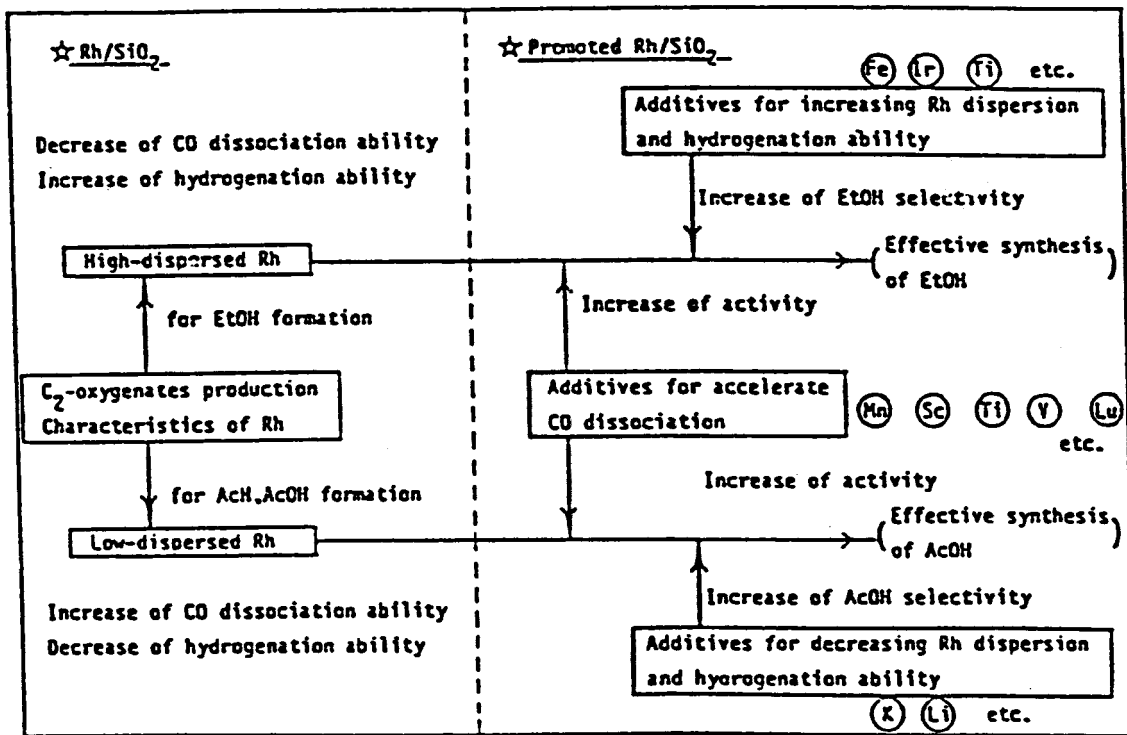 ☆ Rh/SiO₂
Decrease of CO dissociation ability
Increase of hydrogenation ability
High-dispersed Rh
for EtOH formation
C₂-oxygenates production
Characteristics of Rh
for AcH.AcOH formation
Low-dispersed Rh
Increase of CO dissociation ability
Decrease of hydrogenation ability
☆ Promoted Rh/SiO₂
Fe Ir Ti etc.
Additives for increasing Rh dispersion
and hydrogenation ability
Increase of EtOH selectivity
(Effective synthesis
of EtOH)
Increase of activity
Additives for accelerate
CO dissociation
Mn Sc Ti V Lu
etc.
Increase of activity
(Effective synthesis
of AcOH)
Increase of AcOH selectivity
Additives for decreasing Rh dispersion
and hydrogenation ability
K Li etc.